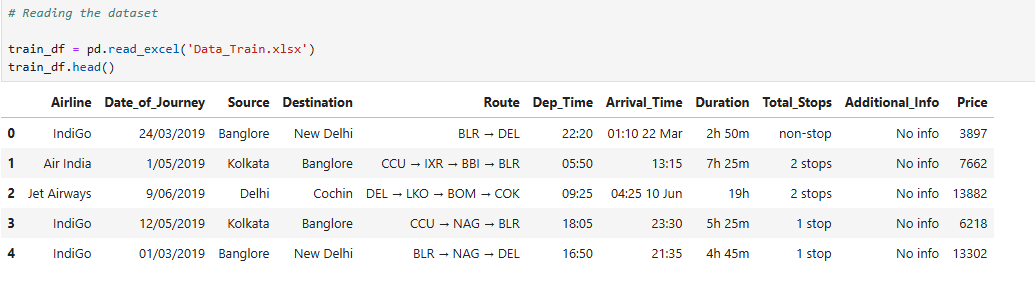 # Reading the dataset
train_df = pd.read_excel('Data_Train.xlsx')
train_df.head()
Airline Date_of_Journey Source Destination Route Dep_Time Arrival_Time Duration Total_Stops Additional_Info Price
0 IndiGo 24/03/2019 Banglore New Delhi BLR → DEL 22:20 01:10 22 Mar 2h 50m non-stop No info 3897
1 Air India 1/05/2019 Kolkata Banglore CCU → IXR → BBI → BLR 05:50 13:15 7h 25m 2 stops No info 7662
2 Jet Airways 9/06/2019 Delhi Cochin DEL → LKO → BOM → COK 09:25 04:25 10 Jun 19h 2 stops No info 13882
3 IndiGo 12/05/2019 Kolkata Banglore CCU → NAG → BLR 18:05 23:30 5h 25m 1 stop No info 6218
4 IndiGo 01/03/2019 Banglore New Delhi BLR → NAG → DEL 16:50 21:35 4h 45m 1 stop No info 13302